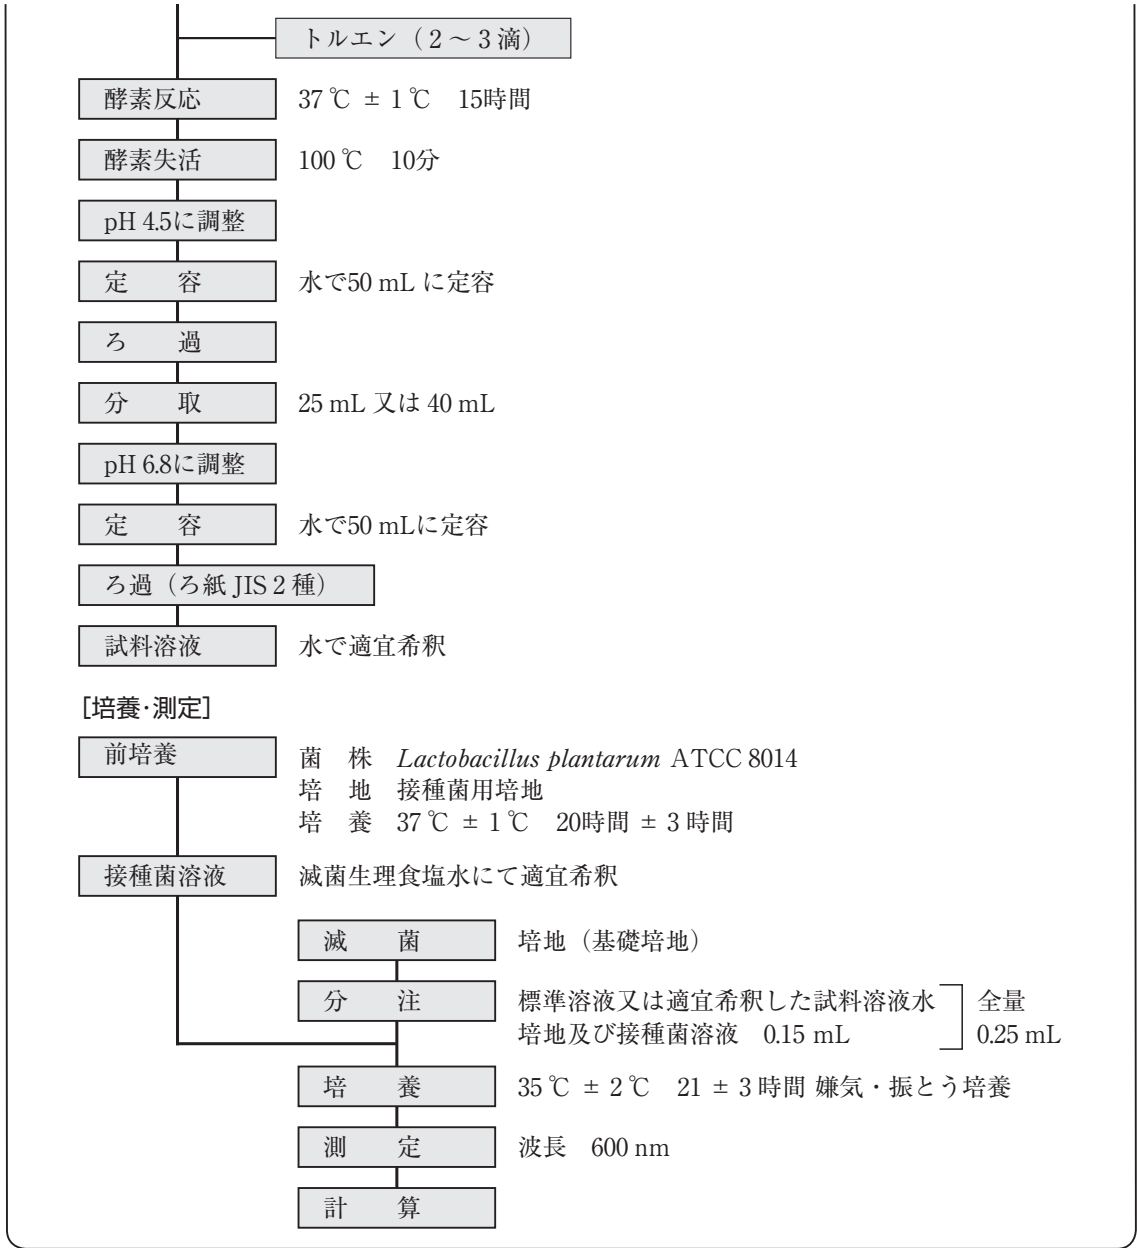 トルエン（2～3滴）
酵素反応　37℃ ± 1℃　15時間
酵素失活　100℃　10分
pH 4.5に調整
定　　容　水で50 mL に定容
ろ　　過
分　　取　25 mL 又は 40 mL
pH 6.8に調整
定　　容　水で50 mLに定容
ろ過（ろ紙 JIS 2 種）
試料溶液　水で適宜希釈
［培養･測定］
前培養　菌　株　Lactobacillus plantarum ATCC 8014
培　地　接種菌用培地
培　養　37℃ ± 1℃　20時間 ± 3 時間
接種菌溶液　滅菌生理食塩水にて適宜希釈
滅　　菌　培地（基礎培地）
分　　注　標準溶液又は適宜希釈した試料溶液水　全量
培地及び接種菌溶液　0.15 mL　0.25 mL
培　　養　35℃ ± 2℃　21 ± 3 時間 嫌気・振とう培養
測　　定　波長　600 nm
計　　算